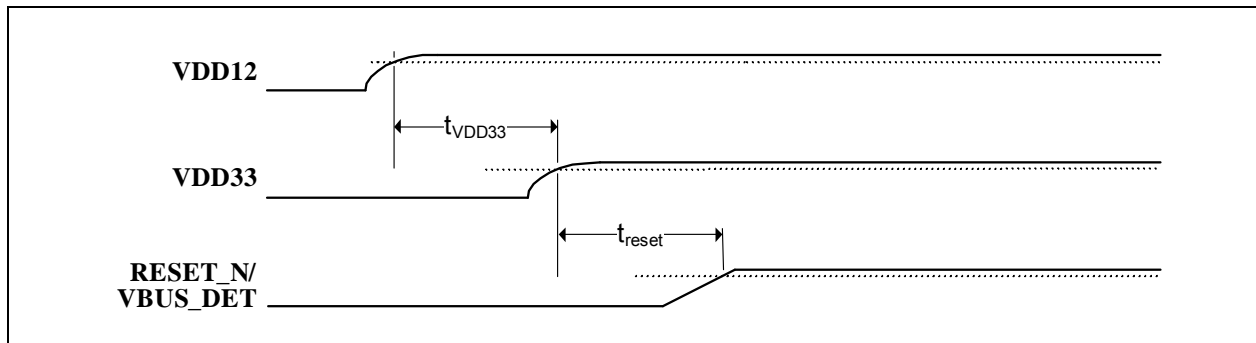 VDD12
tVDD33
VDD33
treset
RESET_N/
VBUS_DET